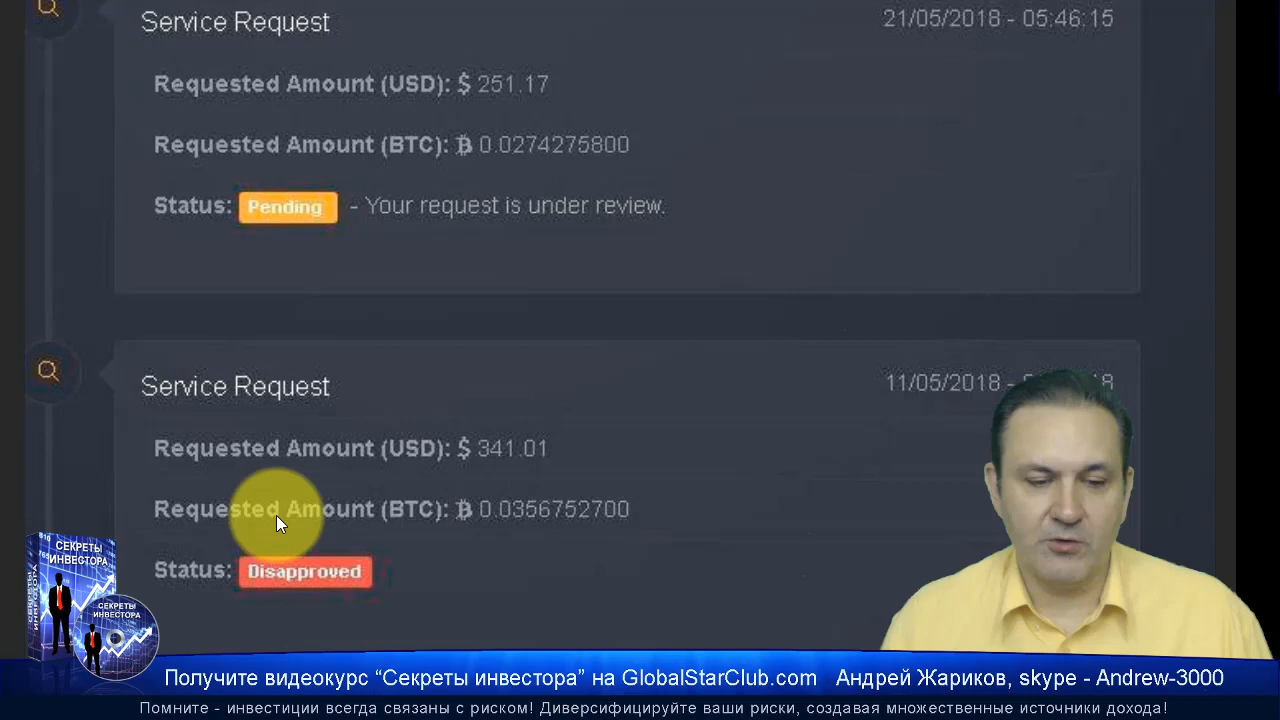 Service Request
21/05/2018 - 05:46:15
Requested Amount (USD): $ 251.17
Requested Amount (BTC): ₿ 0.0274275800
Status: Pending - Your request is under review.
Service Request
11/05/2018 -
Requested Amount (USD): $ 341.01
Requested Amount (BTC): ₿ 0.0356752700
Status: Disapproved
СЕКРЕТЫ
ИНВЕСТОРА
СЕКРЕТЫ
ИНВЕСТОРА
Получите видеокурс “Секреты инвестора” на GlobalStarClub.com Андрей Жариков, skype - Andrew-3000
Помните - инвестиции всегда связаны с риском! Диверсифицируйте ваши риски, создавая множественные источники дохода!